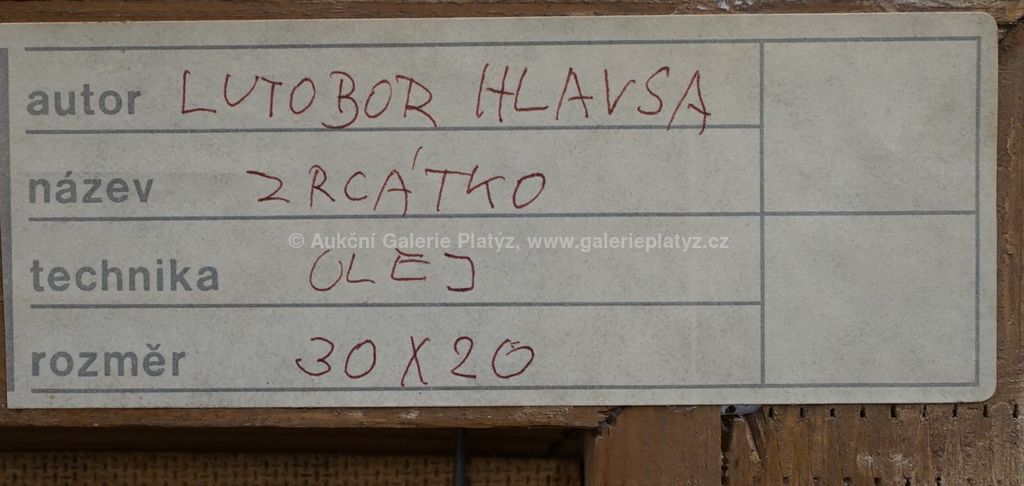 autor LUTOBOR HLAVSA
název ZRCÁTKO
© Aukční Galerie Platýz, www.galerieplatyz.cz
technika OLEJ
rozměr 30 X 20